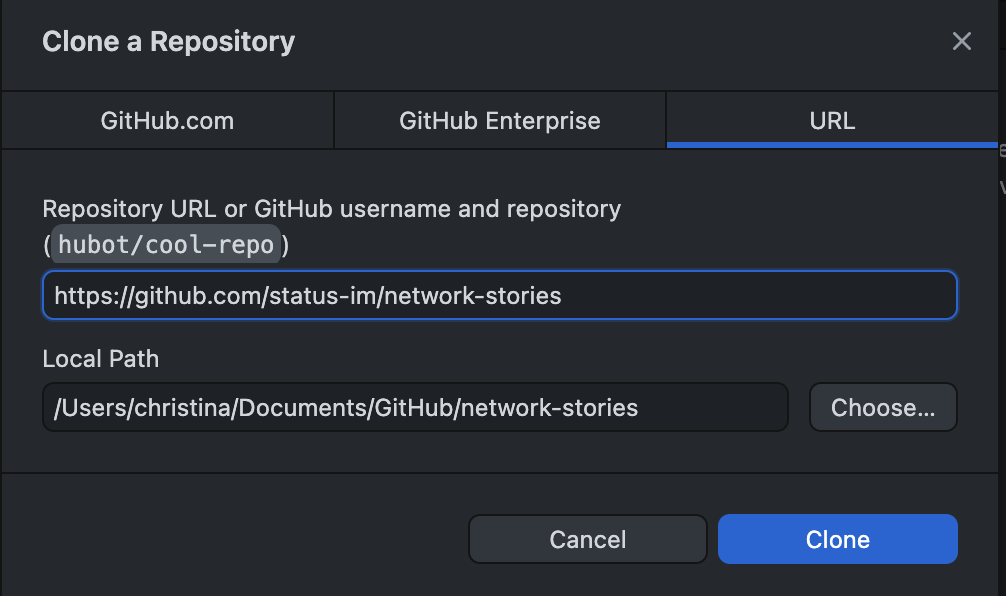 Clone a Repository
GitHub.com
GitHub Enterprise
URL
Repository URL or GitHub username and repository
(hubot/cool-repo)
https://github.com/status-im/network-stories
Local Path
/Users/christina/Documents/GitHub/network-stories
Choose...
Cancel
Clone